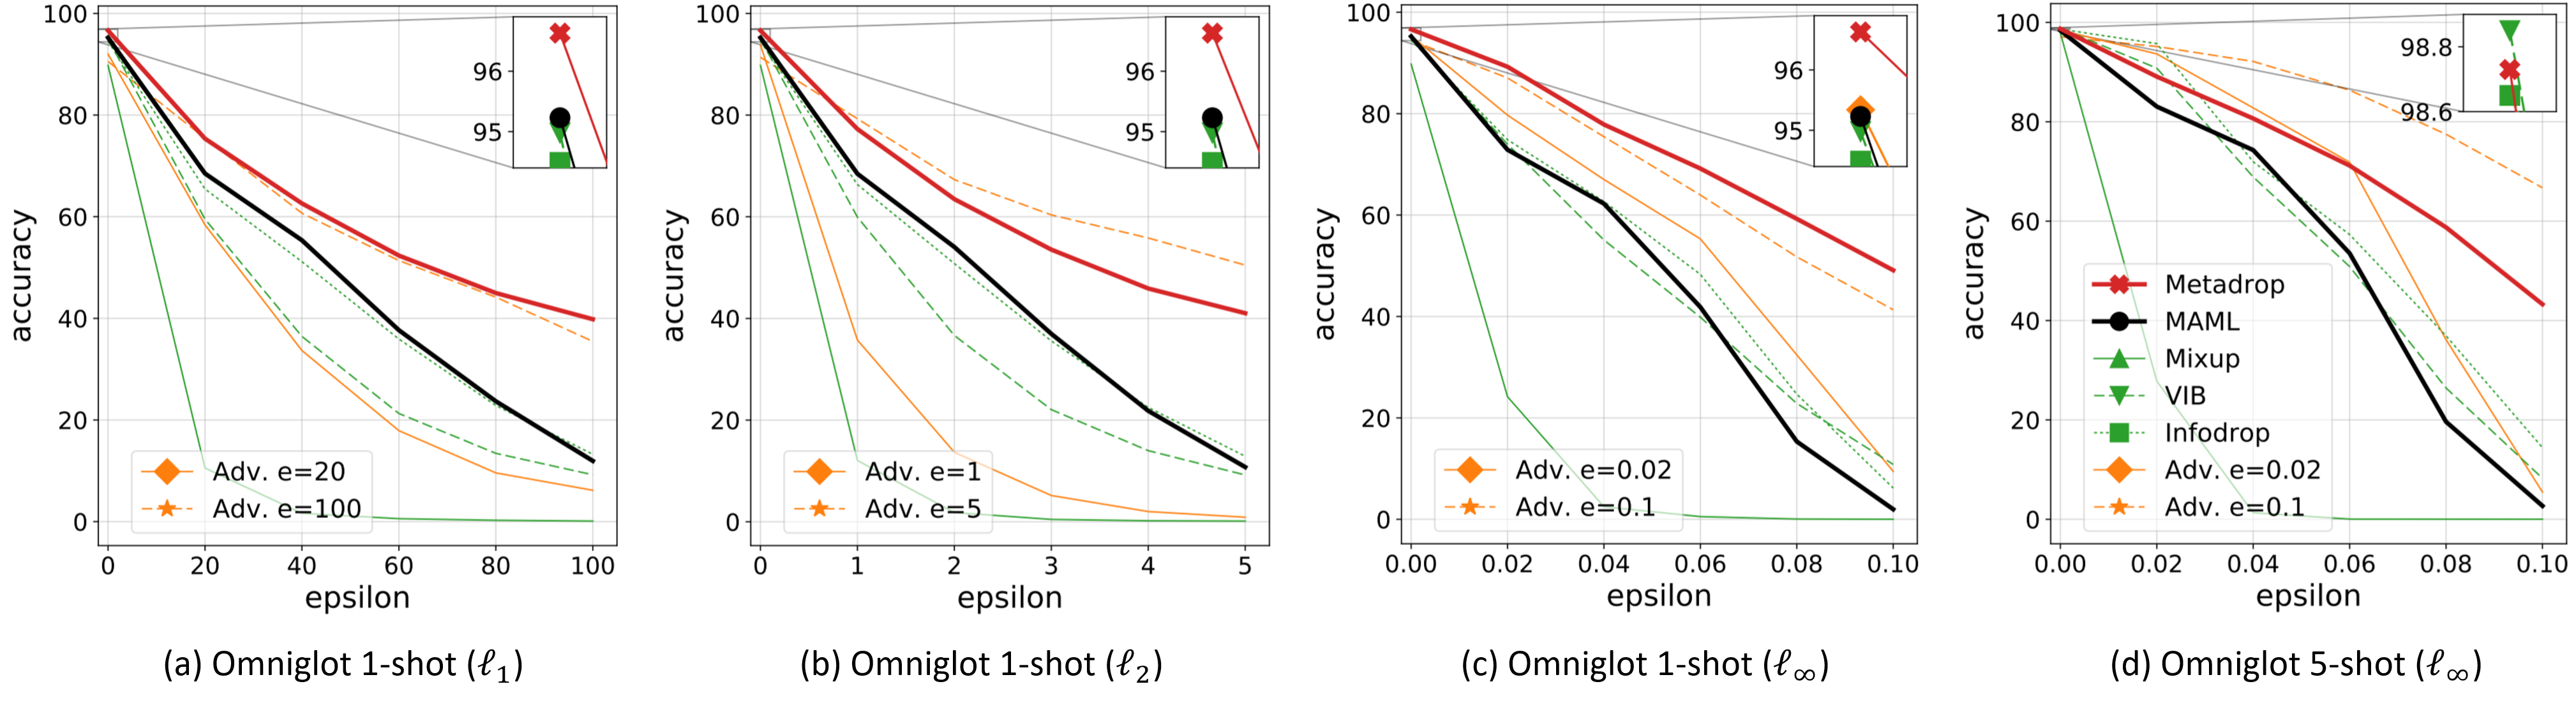 100
80
60
40
20
0
accuracy
96
95
Adv. e=20
Adv. e=100
0 20 40 60 80 100
epsilon
(a) Omniglot 1-shot (ℓ₁)
100
80
60
40
20
0
accuracy
96
95
Adv. e=1
Adv. e=5
0 1 2 3 4 5
epsilon
(b) Omniglot 1-shot (ℓ₂)
100
80
60
40
20
0
accuracy
96
95
Adv. e=0.02
Adv. e=0.1
0.00 0.02 0.04 0.06 0.08 0.10
epsilon
(c) Omniglot 1-shot (ℓ∞)
100
80
60
40
20
0
accuracy
98.8
98.6
Metadrop
MAML
Mixup
VIB
Infodrop
Adv. e=0.02
Adv. e=0.1
0.00 0.02 0.04 0.06 0.08 0.10
epsilon
(d) Omniglot 5-shot (ℓ∞)